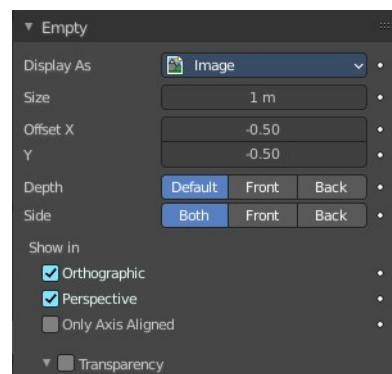 Empty
Display As Image
Size 1 m
Offset X -0.50
Y -0.50
Depth Default Front Back
Side Both Front Back
Show in
Orthographic
Perspective
Only Axis Aligned
Transparency